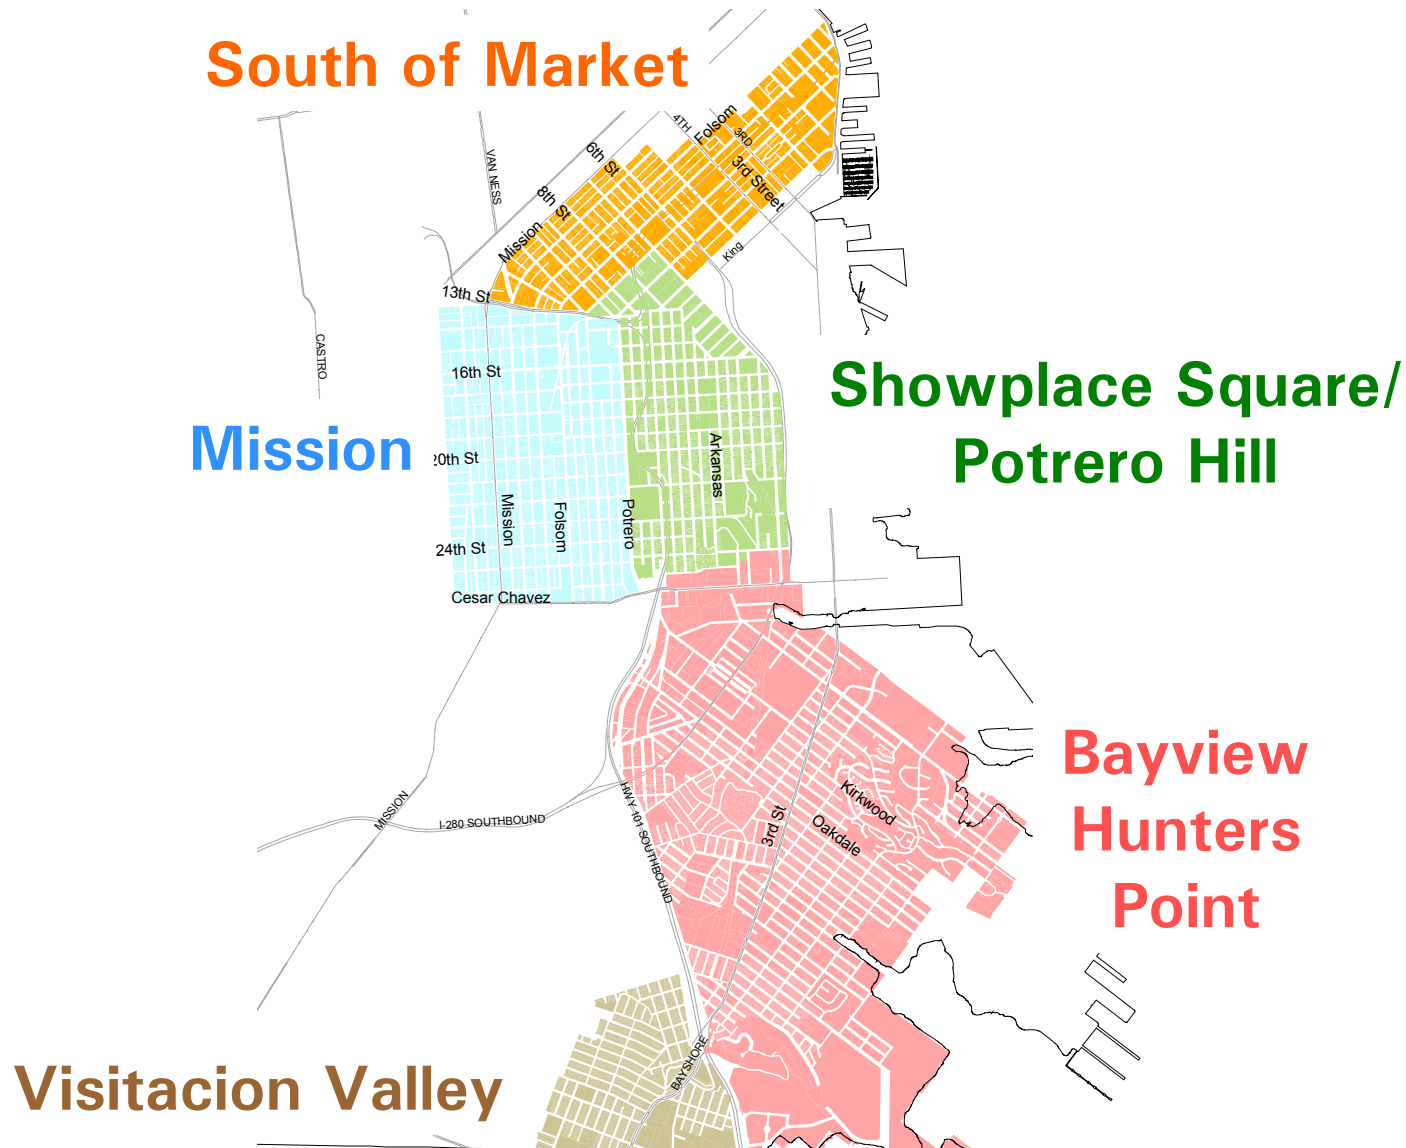 South of Market
4TH
Folsom
3RD
6th St
VAN NESS
3rd Street
8th St
Mission
King
13th St
CASTRO
16th St
Showplace Square/
Potrero Hill
Mission
20th St
Arkansas
Mission
Folsom
Potrero
24th St
Cesar Chavez
Bayview
Hunters
Point
MISSION
I-280 SOUTHBOUND
HWY 101 SOUTHBOUND
Kirkwood
3rd St
Oakdale
BAYSHORE
Visitacion Valley